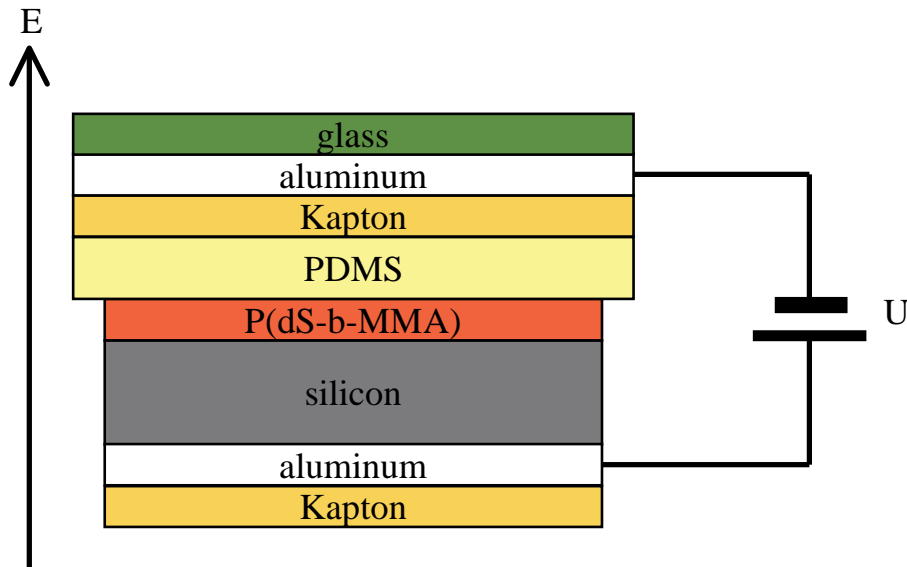 E
glass
aluminum
Kapton
PDMS
P(dS-b-MMA)
U
silicon
aluminum
Kapton